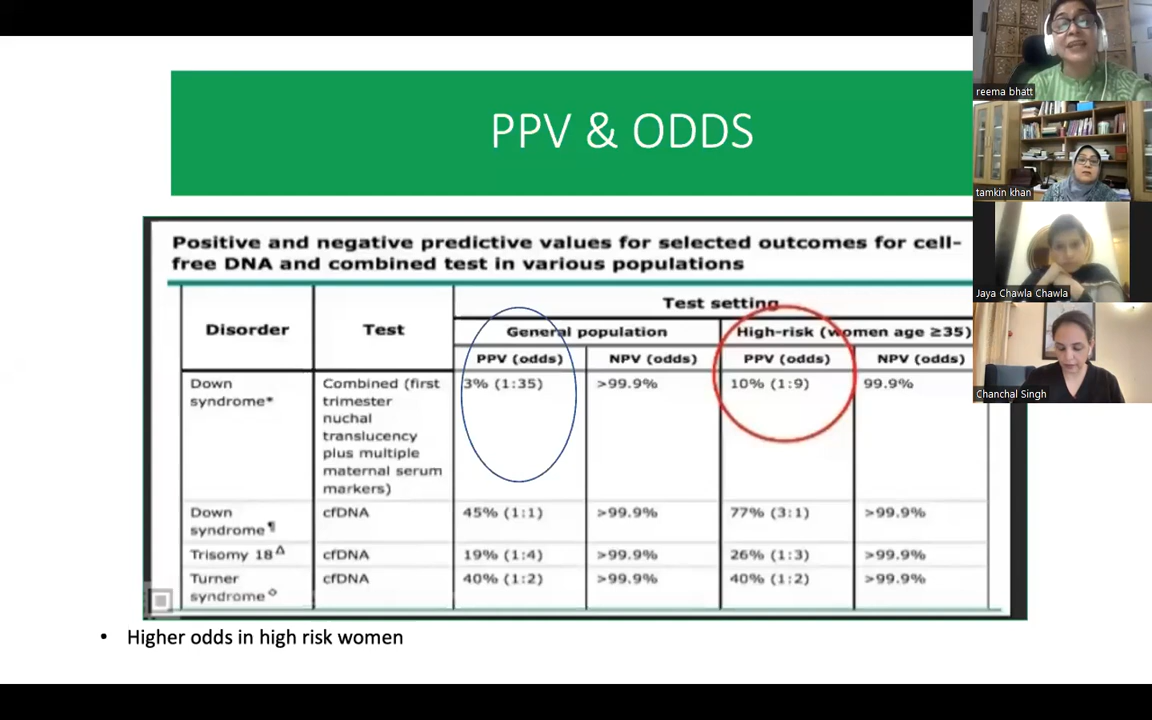 PPV & ODDS
Positive and negative predictive values for selected outcomes for cell-
free DNA and combined test in various populations
Disorder
Test
Test setting
General population
High-risk (women age ≥35)
PPV (odds)
NPV (odds)
PPV (odds)
NPV (odds)
Down
syndrome*
Combined (first
trimester
nuchal
translucency
plus multiple
maternal serum
markers)
3% (1:35)
>99.9%
10% (1:9)
99.9%
Down
syndrome¶
cfDNA
45% (1:1)
>99.9%
77% (3:1)
>99.9%
Trisomy 18Δ
cfDNA
19% (1:4)
>99.9%
26% (1:3)
>99.9%
Turner
syndrome◇
cfDNA
40% (1:2)
>99.9%
40% (1:2)
>99.9%
• Higher odds in high risk women
reema bhatt
tamkin khan
Jaya Chawla Chawla
Chanchal Singh